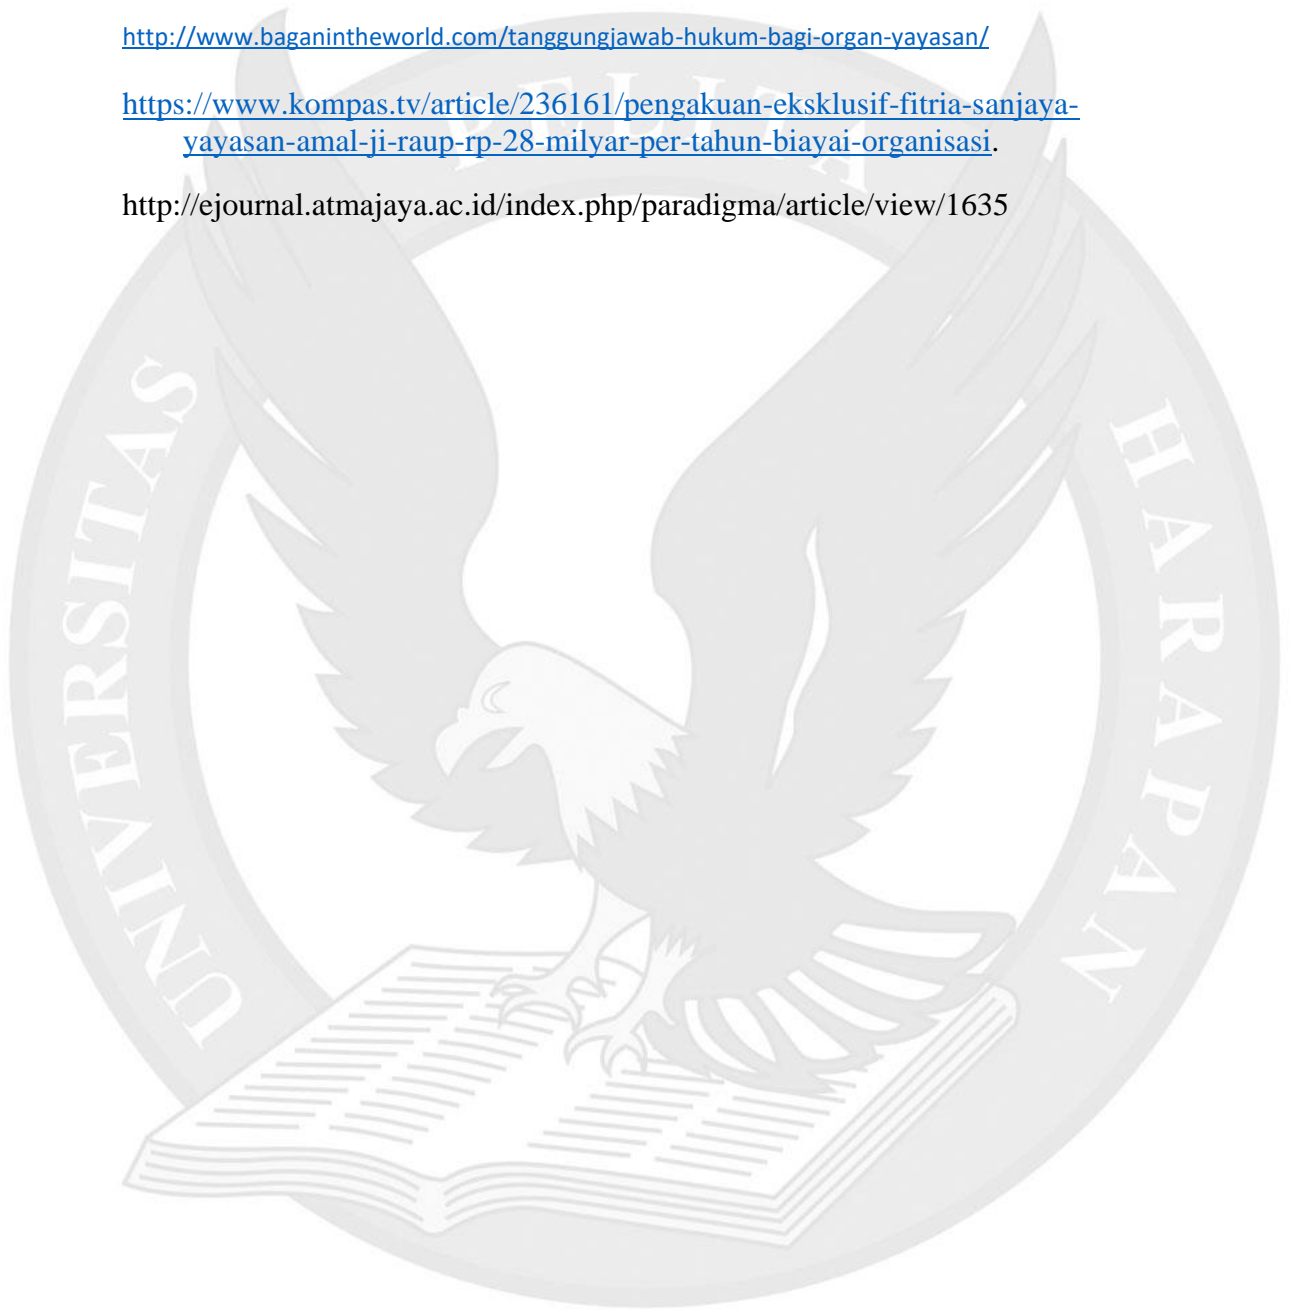 http://www.baganintheworld.com/tanggungjawab-hukum-bagi-organ-yayasan/
https://www.kompas.tv/article/236161/pengakuan-eksklusif-fitria-sanjaya-
yayasan-amal-ji-raup-rp-28-milyar-per-tahun-biayai-organisasi.
http://ejournal.atmajaya.ac.id/index.php/paradigma/article/view/1635
UNIVERSITAS
PELITA
HARAPAN